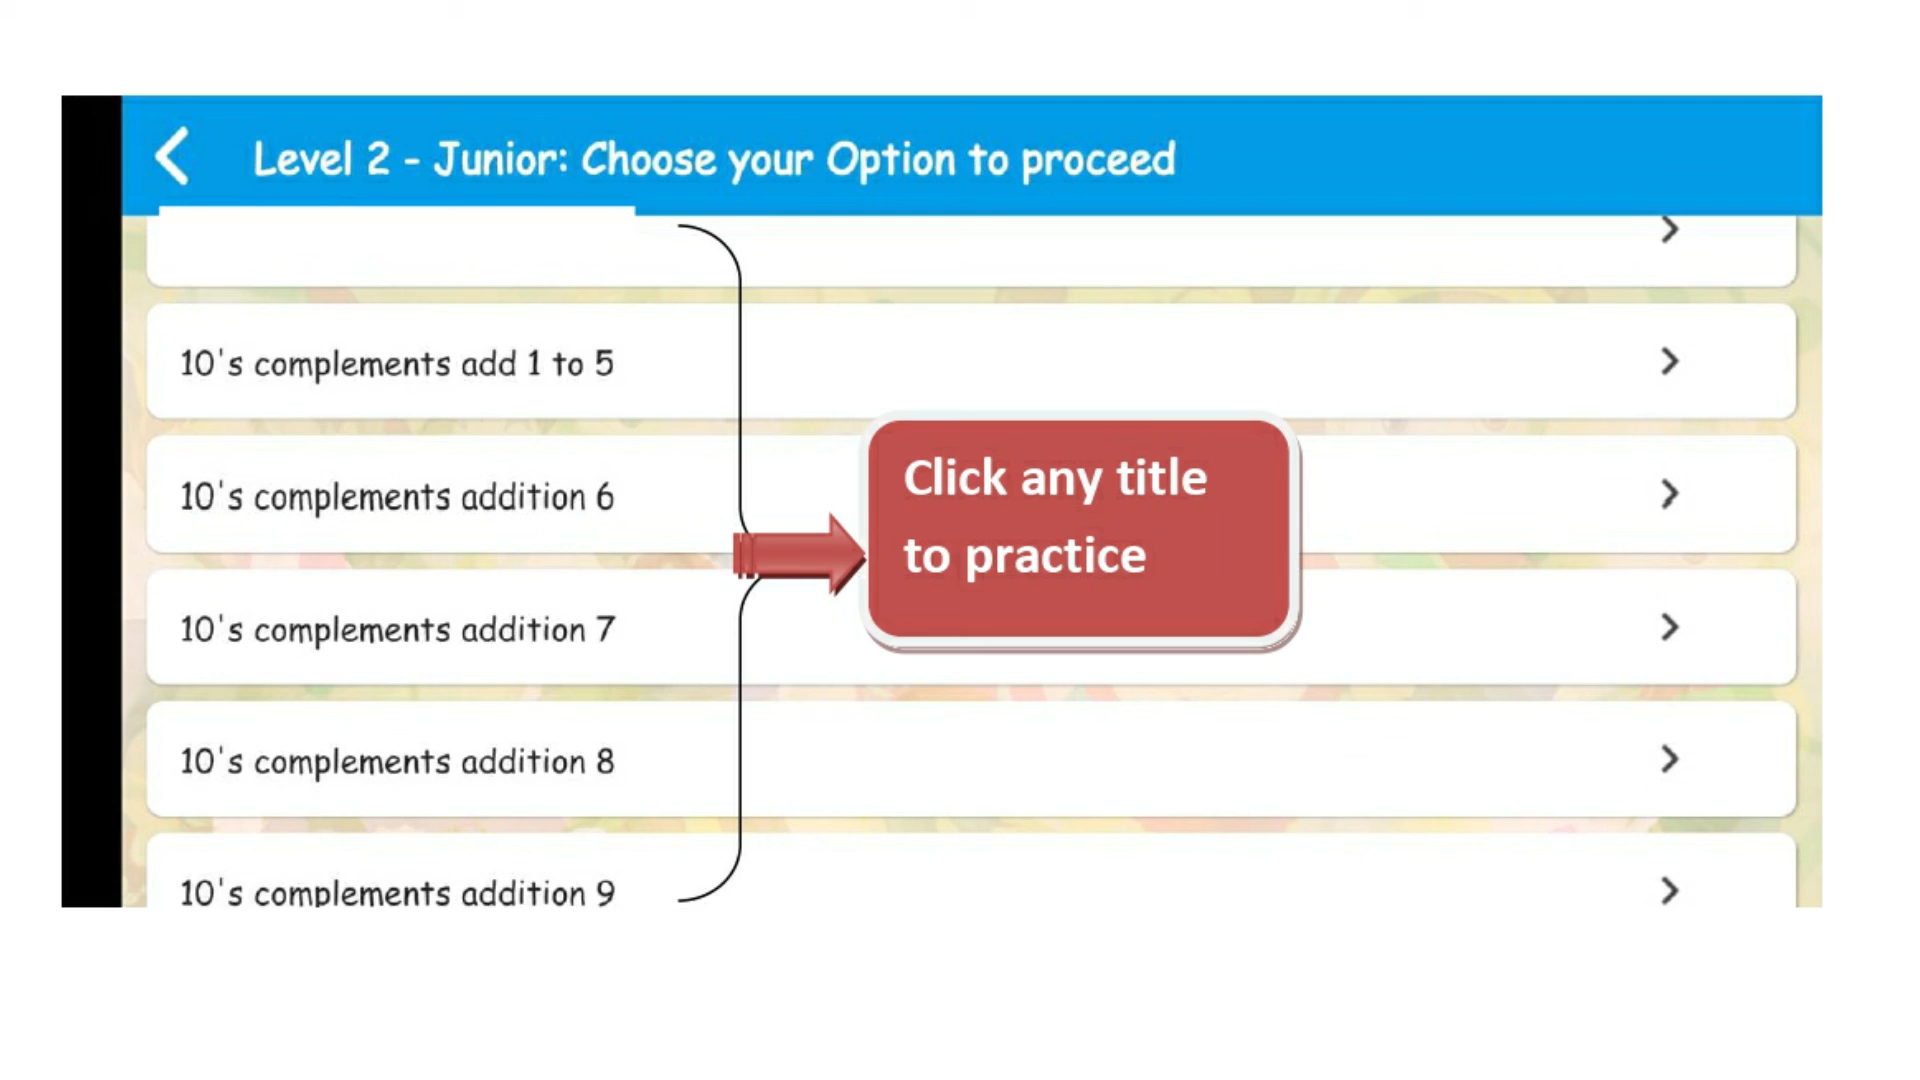 Level 2 - Junior: Choose your Option to proceed
10's complements add 1 to 5
10's complements addition 6
Click any title
to practice
10's complements addition 7
10's complements addition 8
10's complements addition 9